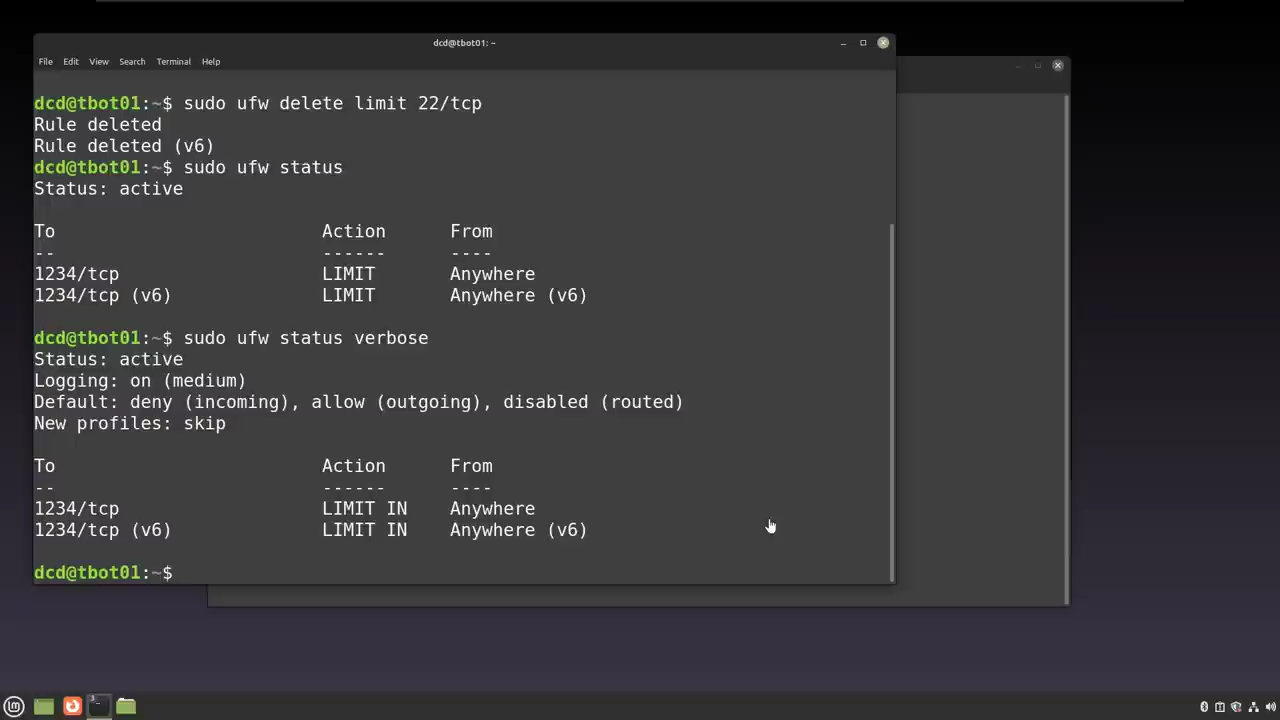 dcd@tbot01: ~
File Edit View Search Terminal Help
dcd@tbot01:~$ sudo ufw delete limit 22/tcp
Rule deleted
Rule deleted (v6)
dcd@tbot01:~$ sudo ufw status
Status: active
To Action From
-- ------ ----
1234/tcp LIMIT Anywhere
1234/tcp (v6) LIMIT Anywhere (v6)
dcd@tbot01:~$ sudo ufw status verbose
Status: active
Logging: on (medium)
Default: deny (incoming), allow (outgoing), disabled (routed)
New profiles: skip
To Action From
-- ------ ----
1234/tcp LIMIT IN Anywhere
1234/tcp (v6) LIMIT IN Anywhere (v6)
dcd@tbot01:~$